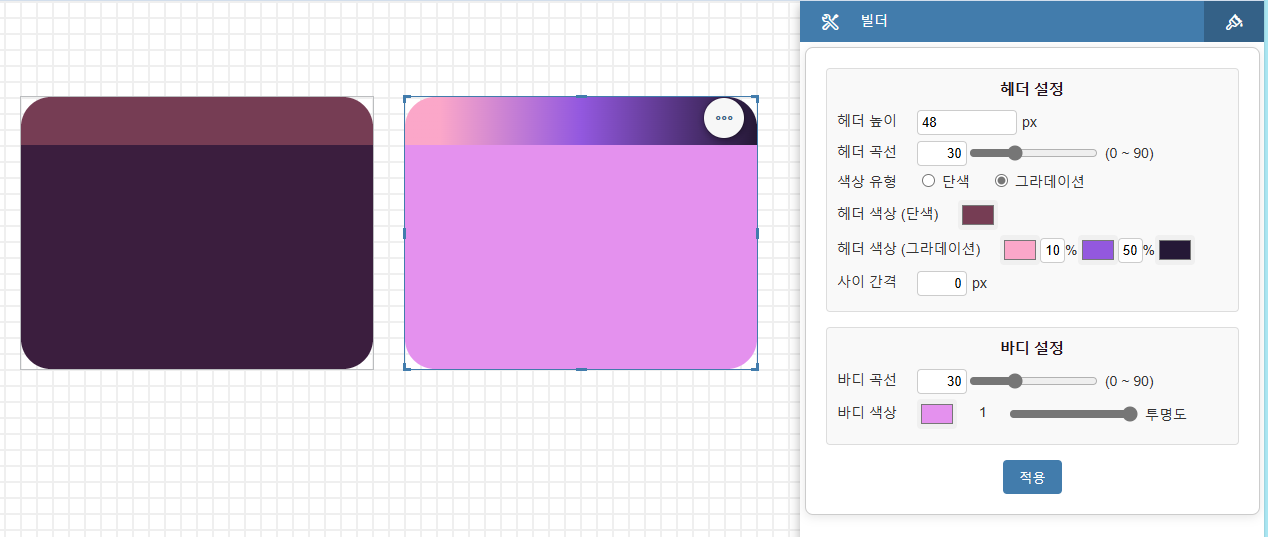 빌더
헤더 설정
헤더 높이 48 px
헤더 곡선 30 (0 ~ 90)
색상 유형 단색 그라데이션
헤더 색상 (단색)
헤더 색상 (그라데이션) 10 % 50 %
사이 간격 0 px
바디 설정
바디 곡선 30 (0 ~ 90)
바디 색상 1 투명도
적용